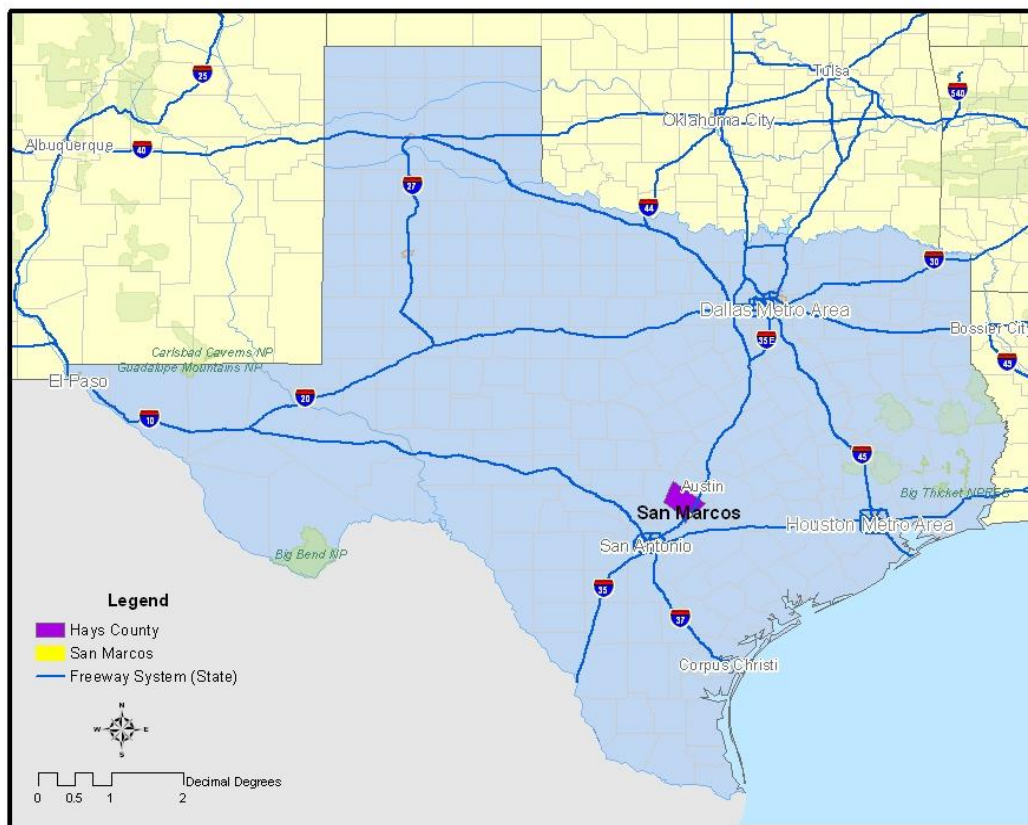 25
Tulsa
540
Oklahoma City
Albuquerque
40
27
44
30
Dallas Metro Area
Bossier City
35E
Carlsbad Caverns NP
Guadalupe Mountains NP
45
El Paso
20
10
45
Austin
Big Thicket NPRES
San Marcos
Houston Metro Area
San Antonio
Big Bend NP
35
Legend
37
Hays County
San Marcos
Corpus Christi
Freeway System (State)
N
W E
S
Decimal Degrees
0 0.5 1 2